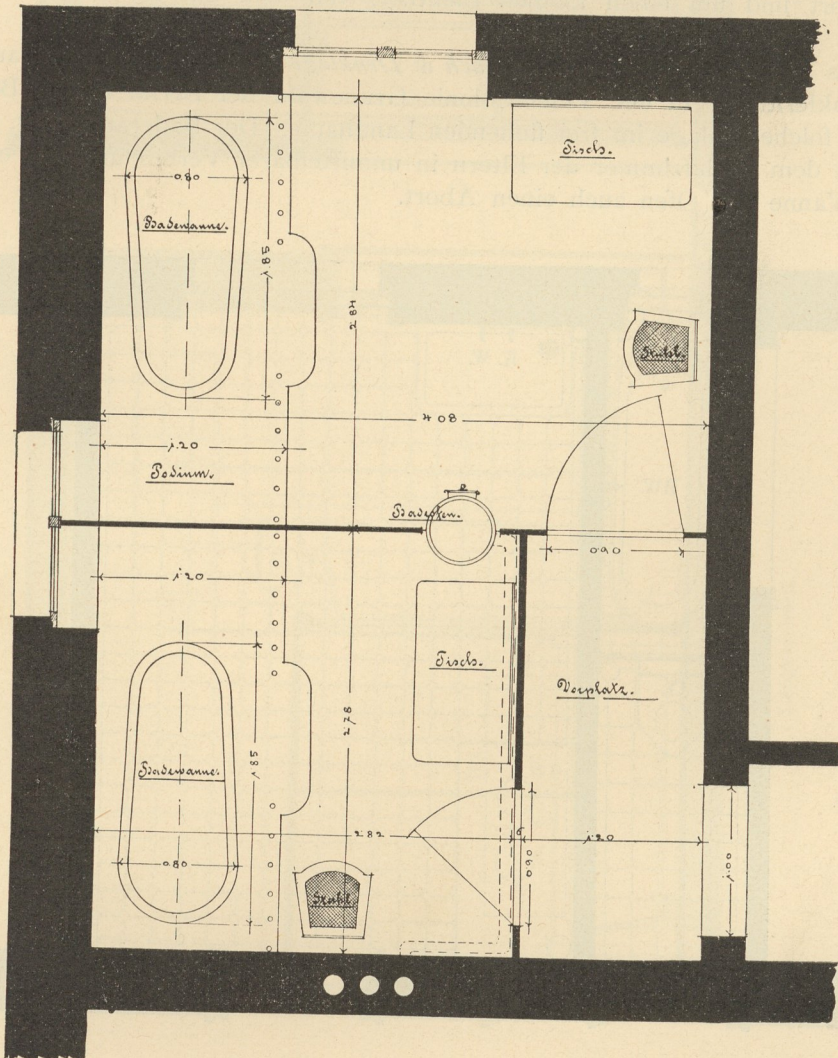 Tisch.
0.80
Badewanne.
1.85
2.84
Stuhl.
4.08
1.20
Podium.
Badeofen.
0.90
1.20
Tisch.
Vorplatz.
2.78
Badewanne.
1.85
2.82
6
1.20
0.90
1.00
0.80
Stuhl